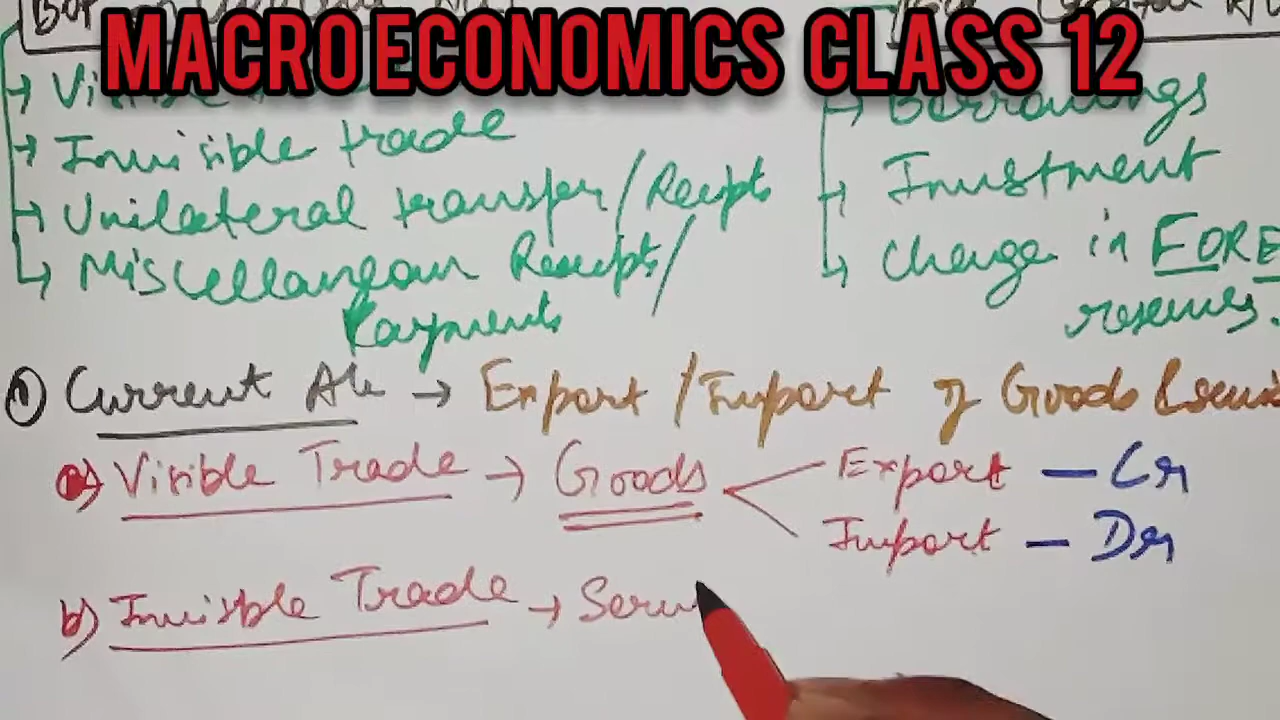 MACRO ECONOMICS CLASS 12
→ Invisible trade
→ Unilateral transfer/Receipts
→ Miscellaneous Receipts/
Payments
→ Borrowings
→ Investment
→ Change in FORE
reserves.
1) Current A/c → Export / Import of Goods &
a) Visible Trade → Goods
Export — Cr
Import — Dr
b) Invisible Trade → Serv